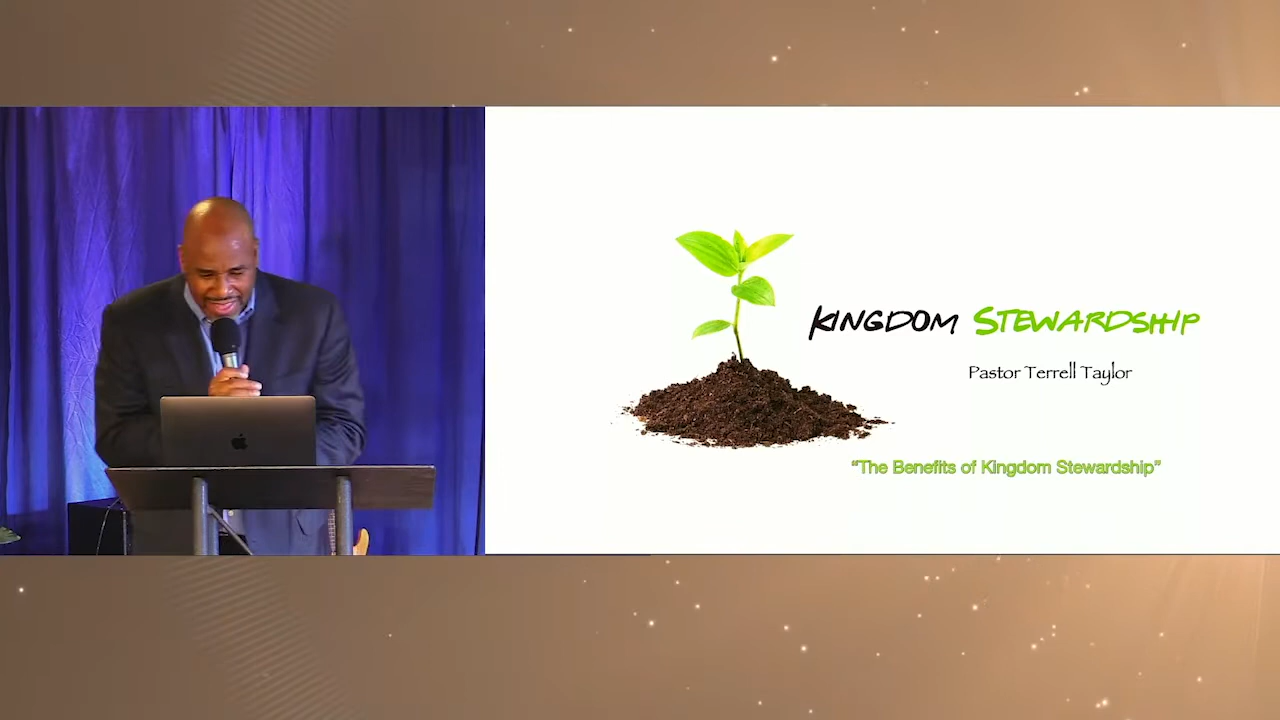 KINGDOM STEWARDSHIP
Pastor Terrell Taylor
“The Benefits of Kingdom Stewardship”